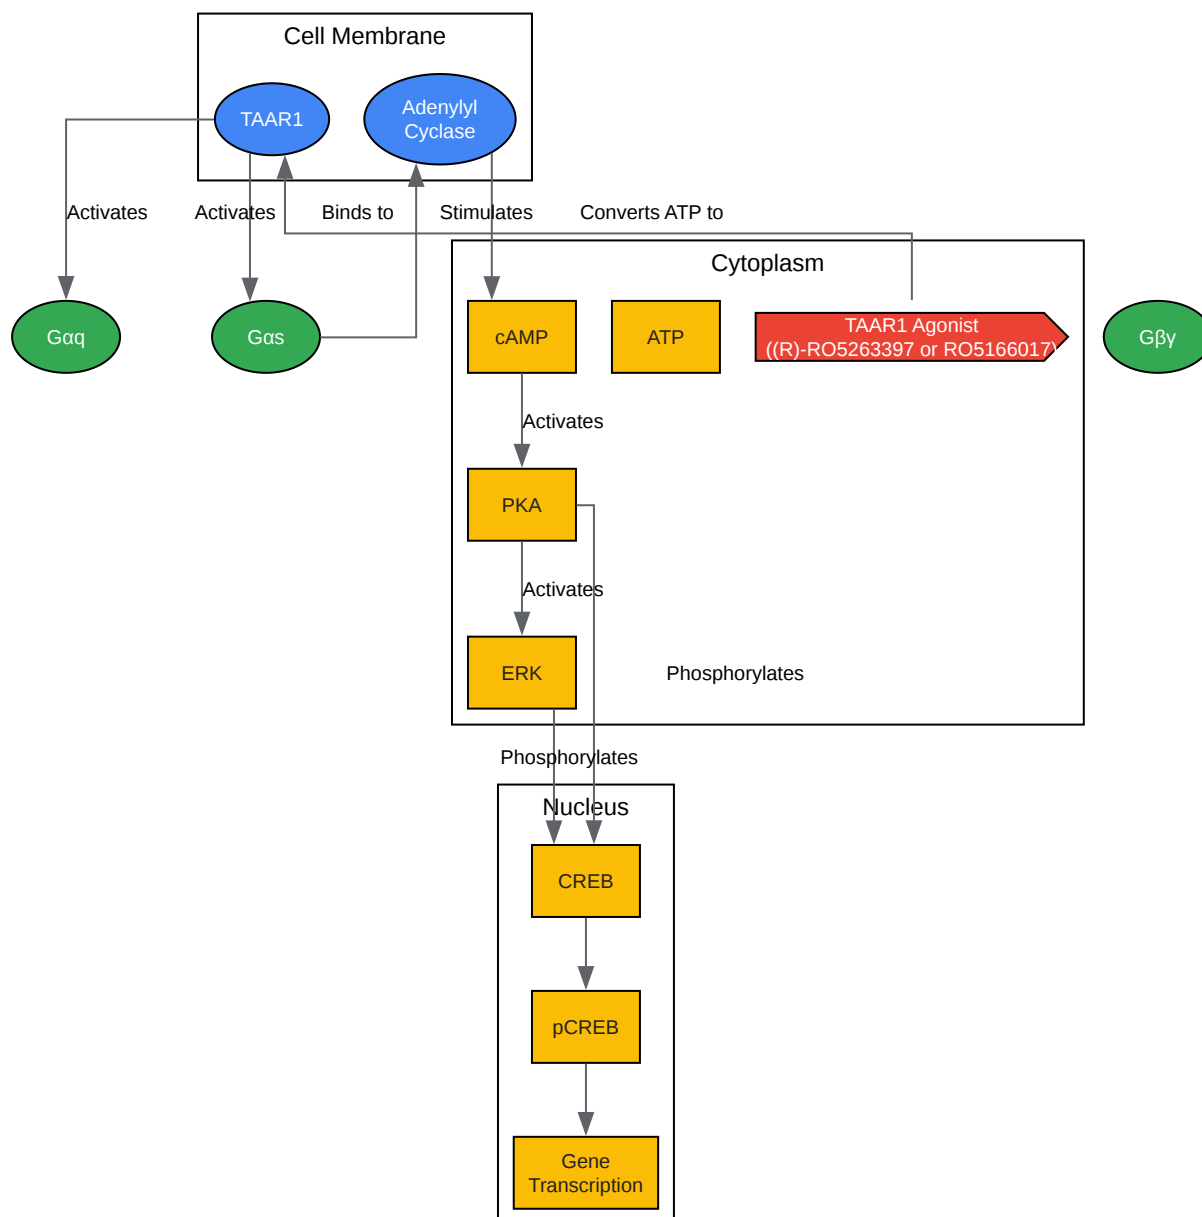 Cell Membrane
TAAR1
Adenylyl
Cyclase
Activates
Activates
Binds to
Stimulates
Converts ATP to
Cytoplasm
Gαq
Gαs
cAMP
ATP
TAAR1 Agonist
((R)-RO5263397 or RO5166017)
Gβγ
Activates
PKA
Activates
ERK
Phosphorylates
Phosphorylates
Nucleus
CREB
pCREB
Gene
Transcription